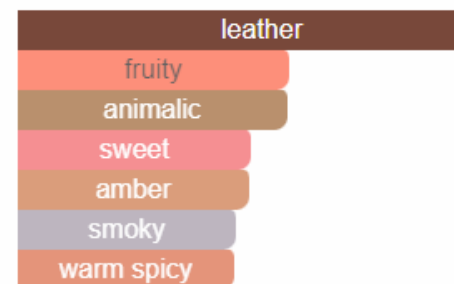 leather
fruity
animalic
sweet
amber
smoky
warm spicy